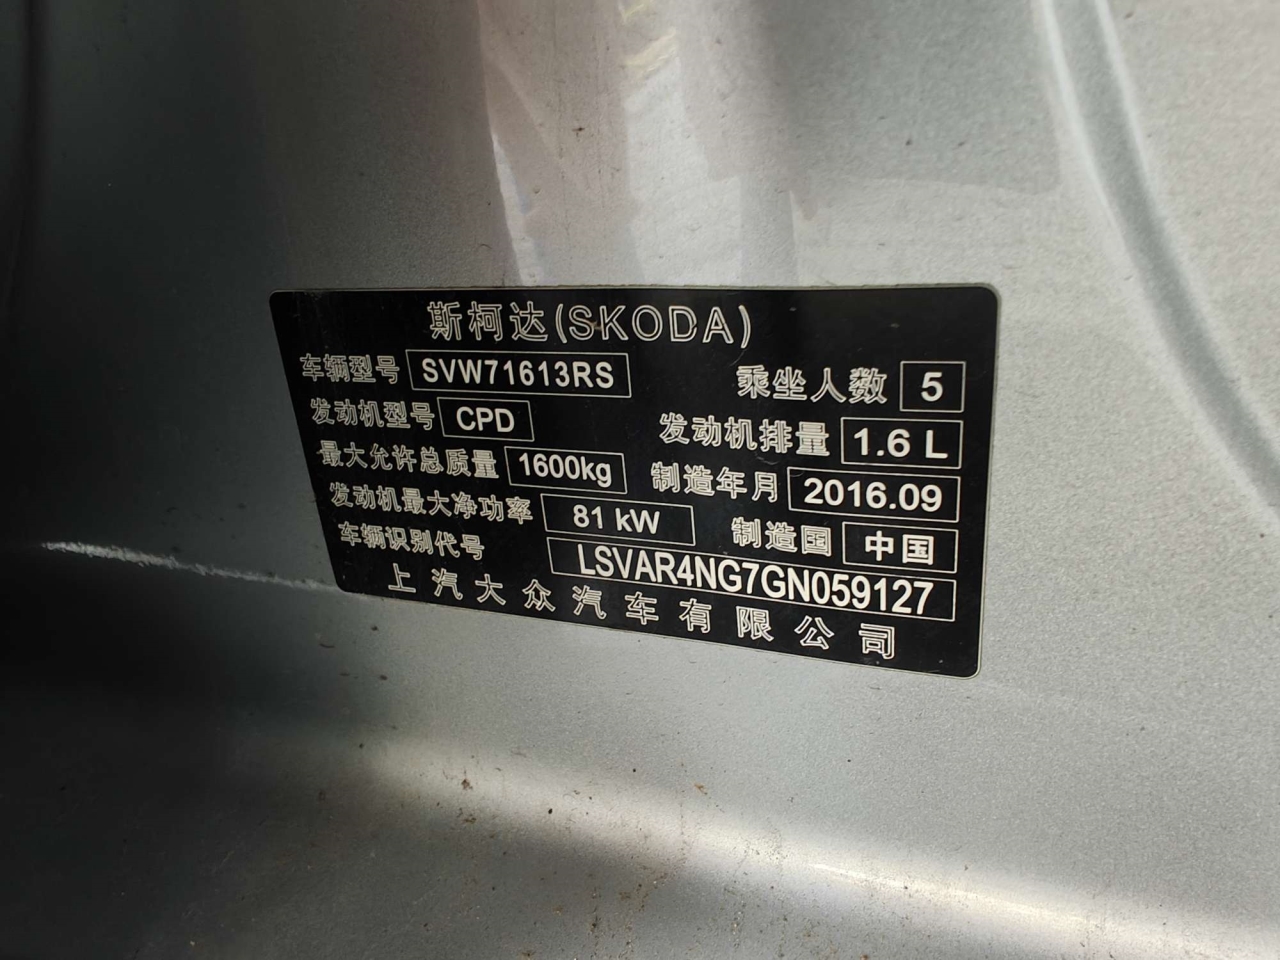 斯柯达(SKODA)
车辆型号 SVW71613RS 乘坐人数 5
发动机型号 CPD 发动机排量 1.6 L
最大允许总质量 1600kg 制造年月 2016.09
发动机最大净功率 81 kW 制造国 中国
车辆识别代号 LSVAR4NG7GN059127
上汽大众汽车有限公司